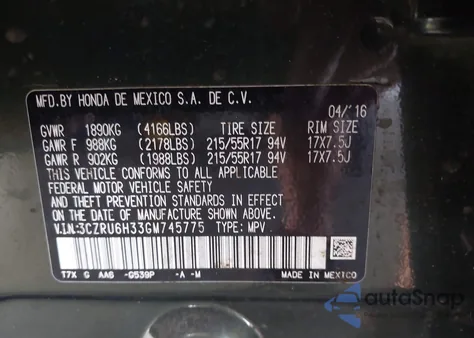 MFD. BY HONDA DE MEXICO S.A. DE C.V.
04/'16
GVWR 1890KG (4166LBS) TIRE SIZE RIM SIZE
GAWR F 988KG (2178LBS) 215/55R17 94V 17X7.5J
GAWR R 902KG (1988LBS) 215/55R17 94V 17X7.5J
THIS VEHICLE CONFORMS TO ALL APPLICABLE
FEDERAL MOTOR VEHICLE SAFETY
AND THEFT PREVENTION STANDARDS IN EFFECT
ON THE DATE OF MANUFACTURE SHOWN ABOVE.
V.I.N:3CZRU6H33GM745775 TYPE: MPV
T7X G AA6 -G539P -A -M MADE IN MEXICO
autoSnap